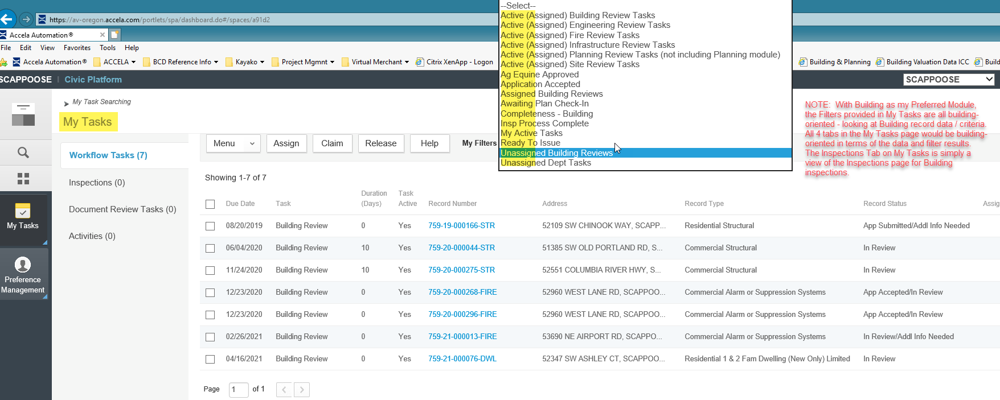 --Select--
Active (Assigned) Building Review Tasks
Active (Assigned) Engineering Review Tasks
Active (Assigned) Fire Review Tasks
Active (Assigned) Infrastructure Review Tasks
Active (Assigned) Planning Review Tasks (not including Planning module)
Active (Assigned) Site Review Tasks
Ag Equine Approved
Application Accepted
Assigned Building Reviews
Awaiting Plan Check-In
Completeness - Building
Insp Process Complete
My Active Tasks
Ready To Issue
Unassigned Building Reviews
Unassigned Dept Tasks
https://av-oregon.accela.com/portlets/spa/dashboard.do#/spaces/a91d2
Accela Automation®
File Edit View Favorites Tools Help
Accela Automation® ACCELA BCD Reference Info Kayako Project Mgmnt Virtual Merchant Citrix XenApp - Logon Building & Planning Building Valuation Data ICC Build
SCAPPOOSE Civic Platform SCAPPOOSE
My Task Searching
My Tasks
NOTE: With Building as my Preferred Module,
the Filters provided in My Tasks are all building-
oriented - looking at Building record data / criteria.
All 4 tabs in the My Tasks page would be building-
oriented in terms of the data and filter results.
The Inspections Tab on My Tasks is simply a
view of the Inspections page for Building
inspections.
My Tasks
Preference
Management
Workflow Tasks (7)
Inspections (0)
Document Review Tasks (0)
Activities (0)
Menu Assign Claim Release Help My Filters
Showing 1-7 of 7
Due Date Task Duration (Days) Task Active Record Number Address Record Type Record Status Assig
08/20/2019 Building Review 0 Yes 759-19-000166-STR 52109 SW CHINOOK WAY, SCAPP... Residential Structural App Submitted/Addl Info Needed
06/04/2020 Building Review 10 Yes 759-20-000044-STR 51385 SW OLD PORTLAND RD, S... Commercial Structural In Review
11/24/2020 Building Review 10 Yes 759-20-000275-STR 52551 COLUMBIA RIVER HWY, S... Commercial Structural In Review
12/23/2020 Building Review 0 Yes 759-20-000268-FIRE 52960 WEST LANE RD, SCAPPOO... Commercial Alarm or Suppression Systems App Accepted/In Review
12/23/2020 Building Review 0 Yes 759-20-000296-FIRE 52960 WEST LANE RD, SCAPPOO... Commercial Alarm or Suppression Systems App Accepted/In Review
02/26/2021 Building Review 0 Yes 759-21-000013-FIRE 53690 NE AIRPORT RD, SCAPPO... Commercial Alarm or Suppression Systems In Review/Addl Info Needed
04/16/2021 Building Review 0 Yes 759-21-000076-DWL 52347 SW ASHLEY CT, SCAPPOO... Residential 1 & 2 Fam Dwelling (New Only) Limited In Review
Page 1 of 1